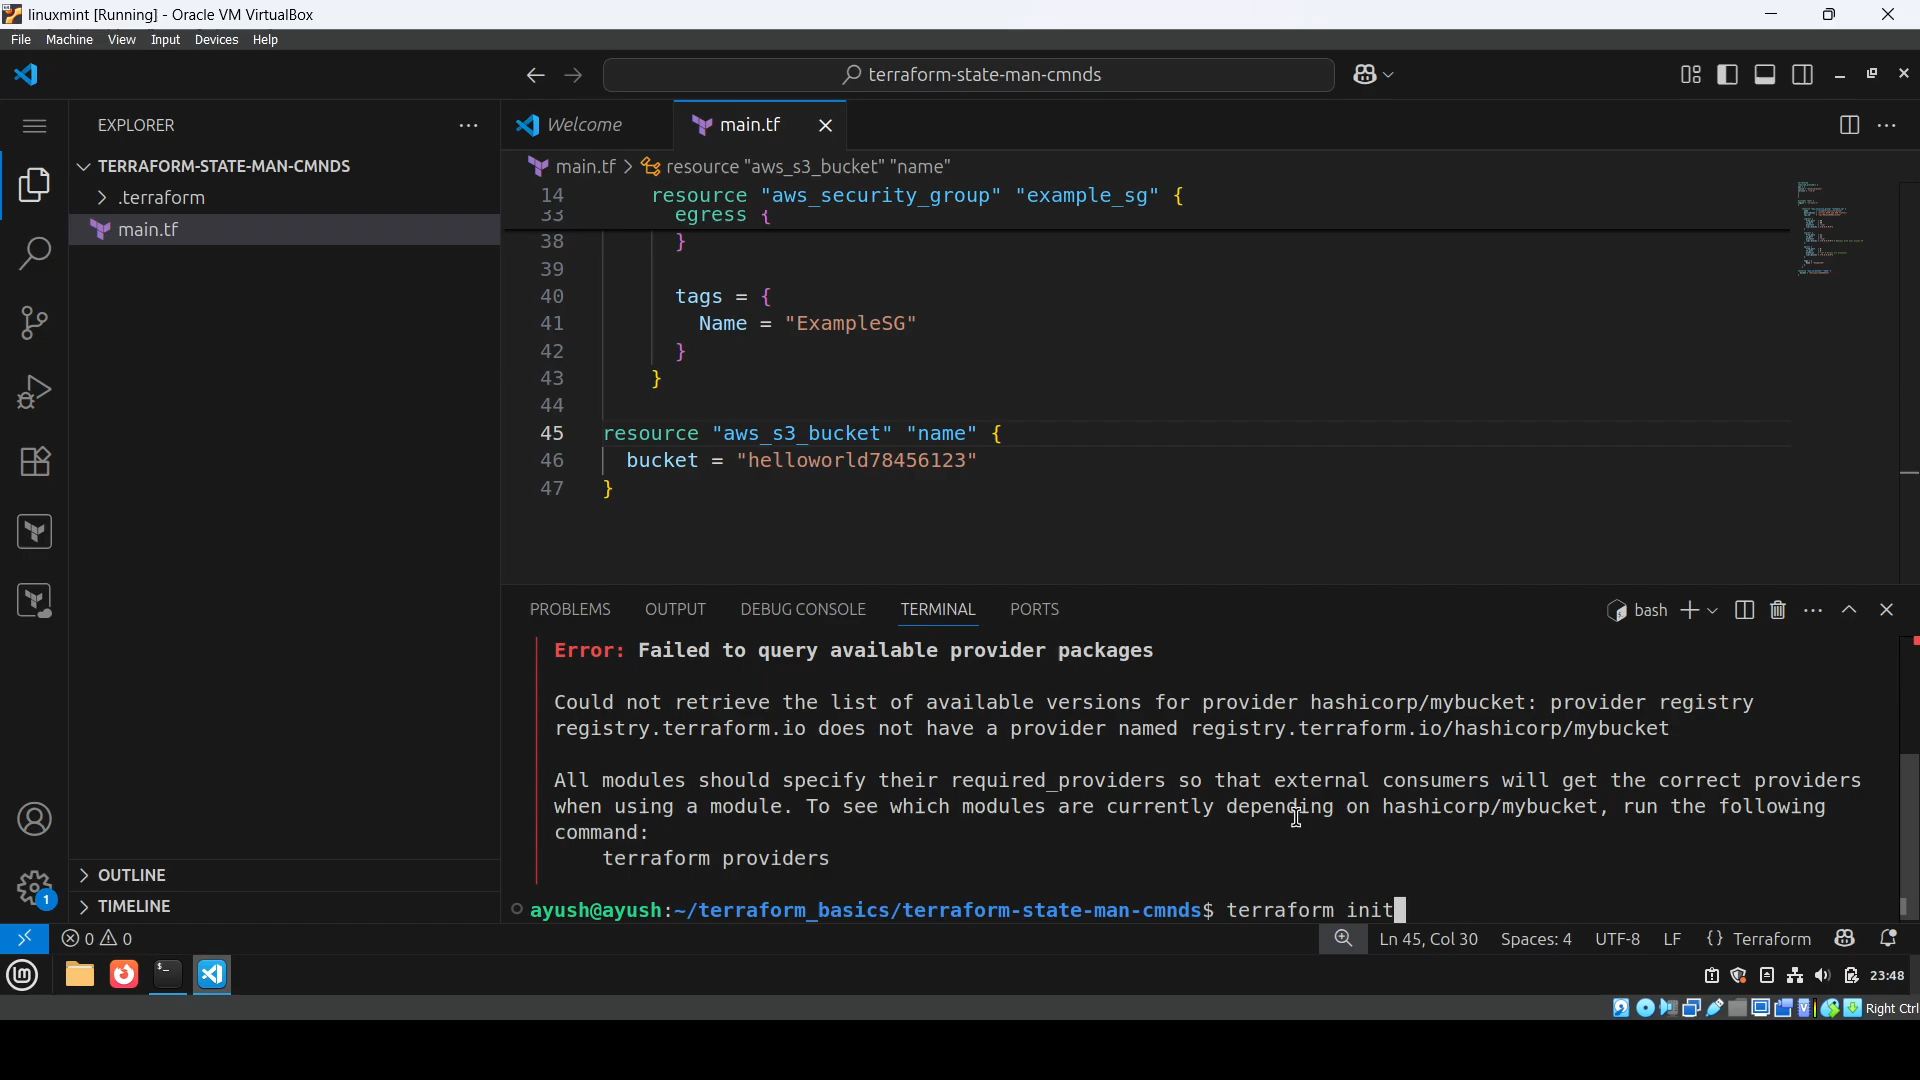 linuxmint [Running] - Oracle VM VirtualBox
File Machine View Input Devices Help
terraform-state-man-cmnds
EXPLORER
Welcome
main.tf
TERRAFORM-STATE-MAN-CMNDS
main.tf > resource "aws_s3_bucket" "name"
.terraform
main.tf
14 resource "aws_security_group" "example_sg" {
33 egress {
38 }
39
40 tags = {
41 Name = "ExampleSG"
42 }
43 }
44
45 resource "aws_s3_bucket" "name" {
46 bucket = "helloworld78456123"
47 }
PROBLEMS OUTPUT DEBUG CONSOLE TERMINAL PORTS
bash
Error: Failed to query available provider packages
Could not retrieve the list of available versions for provider hashicorp/mybucket: provider registry
registry.terraform.io does not have a provider named registry.terraform.io/hashicorp/mybucket
All modules should specify their required_providers so that external consumers will get the correct providers
when using a module. To see which modules are currently depending on hashicorp/mybucket, run the following
command:
terraform providers
ayush@ayush:~/terraform_basics/terraform-state-man-cmnds$ terraform init
OUTLINE
TIMELINE
1
0 0
Ln 45, Col 30 Spaces: 4 UTF-8 LF {} Terraform
23:48
Right Ctrl